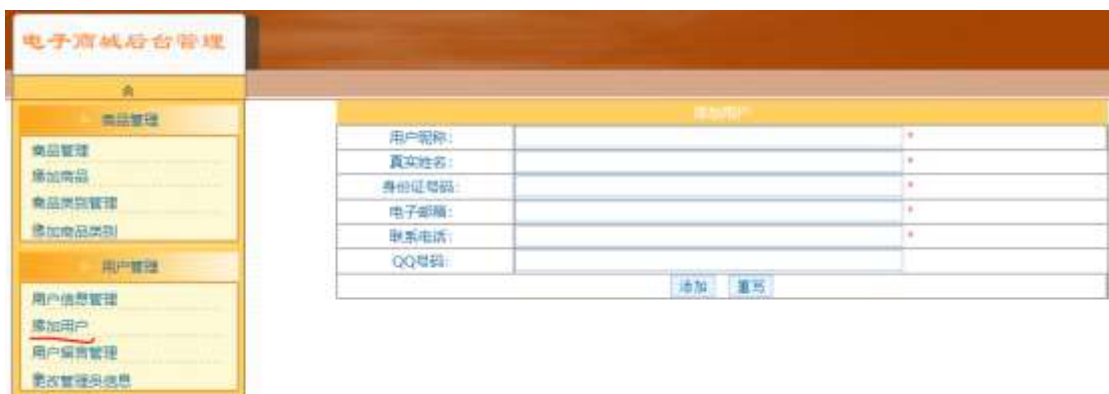 电子商城后台管理
商品管理
商品管理
添加商品
商品类别管理
添加商品类别
用户管理
用户信息管理
添加用户
用户留言管理
更改管理员信息
添加用户
用户昵称： *
真实姓名： *
身份证号码： *
电子邮箱： *
联系电话： *
QQ号码：
添加 重写